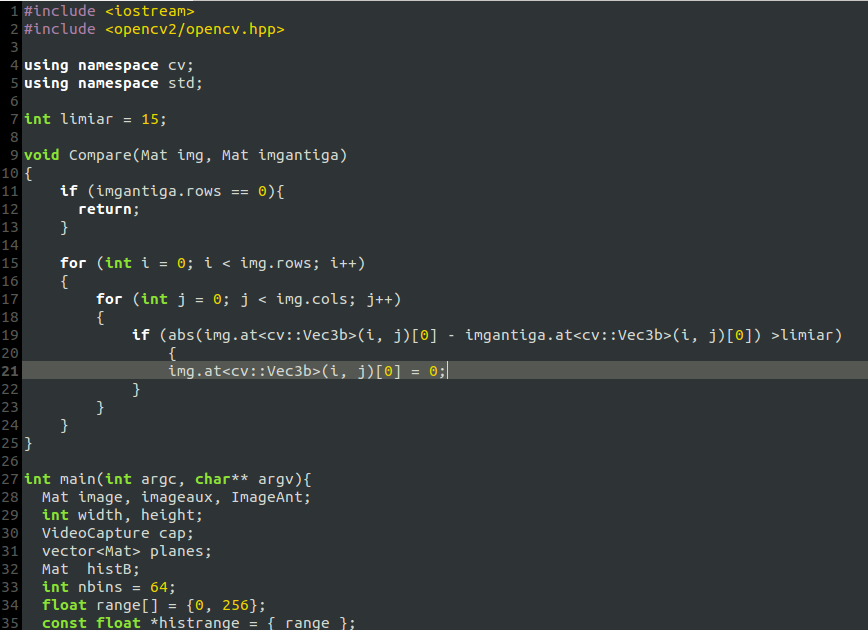 1 #include <iostream>
2 #include <opencv2/opencv.hpp>
3
4 using namespace cv;
5 using namespace std;
6
7 int limiar = 15;
8
9 void Compare(Mat img, Mat imgantiga)
10 {
11     if (imgantiga.rows == 0){
12       return;
13     }
14
15     for (int i = 0; i < img.rows; i++)
16     {
17         for (int j = 0; j < img.cols; j++)
18         {
19             if (abs(img.at<cv::Vec3b>(i, j)[0] - imgantiga.at<cv::Vec3b>(i, j)[0]) >limiar)
20                 {
21                 img.at<cv::Vec3b>(i, j)[0] = 0;
22             }
23         }
24     }
25 }
26
27 int main(int argc, char** argv){
28   Mat image, imageaux, ImageAnt;
29   int width, height;
30   VideoCapture cap;
31   vector<Mat> planes;
32   Mat  histB;
33   int nbins = 64;
34   float range[] = {0, 256};
35   const float *histrange = { range };